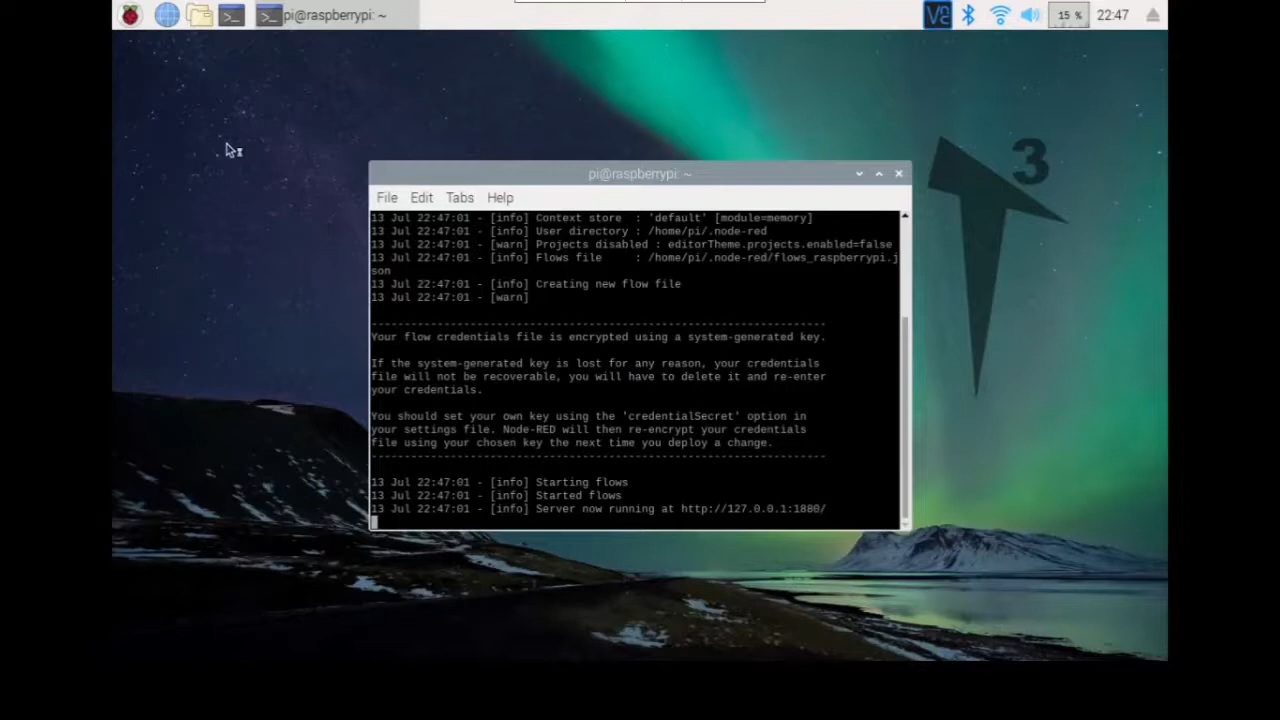 pi@raspberrypi: ~
15 %
22:47
3
pi@raspberrypi: ~
File Edit Tabs Help
13 Jul 22:47:01 - [info] Context store  : 'default' [module=memory]
13 Jul 22:47:01 - [info] User directory : /home/pi/.node-red
13 Jul 22:47:01 - [warn] Projects disabled : editorTheme.projects.enabled=false
13 Jul 22:47:01 - [info] Flows file     : /home/pi/.node-red/flows_raspberrypi.j
son
13 Jul 22:47:01 - [info] Creating new flow file
13 Jul 22:47:01 - [warn]
---------------------------------------------------------------------
Your flow credentials file is encrypted using a system-generated key.
If the system-generated key is lost for any reason, your credentials
file will not be recoverable, you will have to delete it and re-enter
your credentials.
You should set your own key using the 'credentialSecret' option in
your settings file. Node-RED will then re-encrypt your credentials
file using your chosen key the next time you deploy a change.
---------------------------------------------------------------------
13 Jul 22:47:01 - [info] Starting flows
13 Jul 22:47:01 - [info] Started flows
13 Jul 22:47:01 - [info] Server now running at http://127.0.0.1:1880/